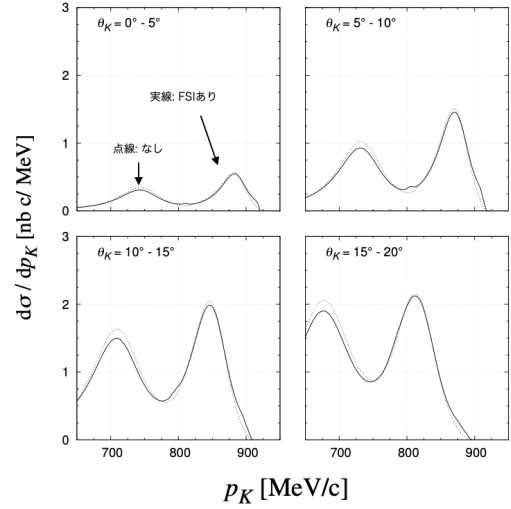 3
θK = 0° - 5°
θK = 5° - 10°
2
実線: FSIあり
点線: なし
1
0
3
θK = 10° - 15°
θK = 15° - 20°
2
1
0
700 800 900
700 800 900
dσ / dpK [nb c/ MeV]
pK [MeV/c]